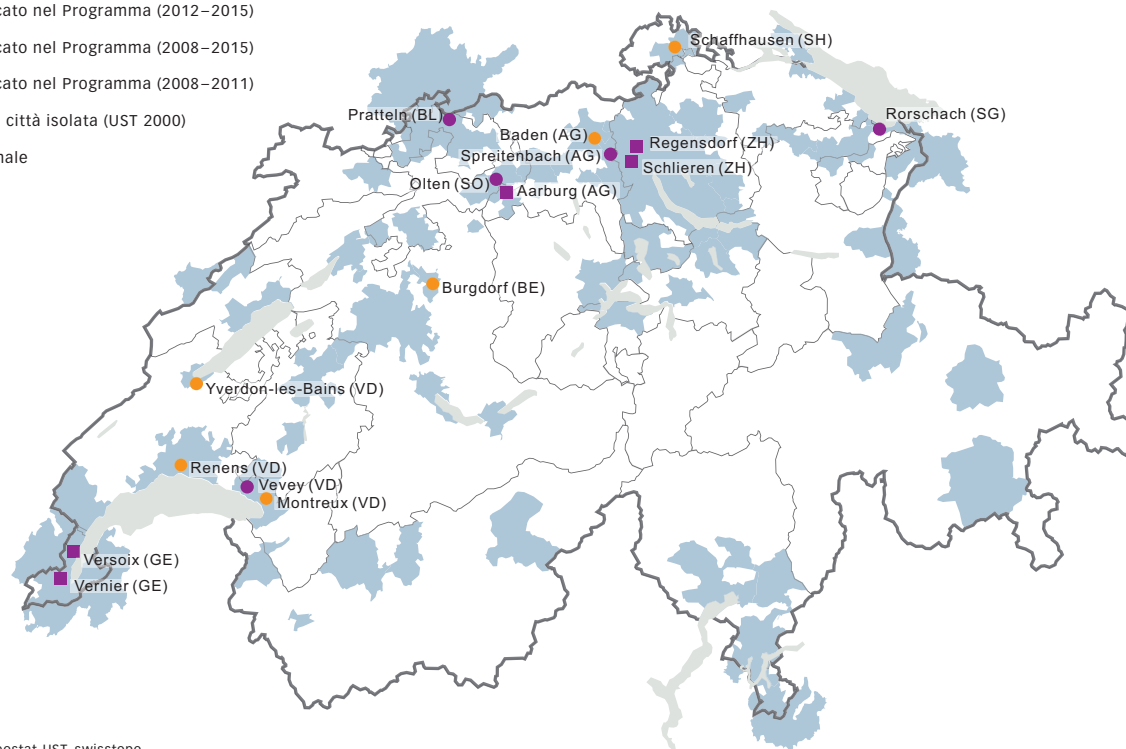 cato nel Programma (2012–2015)
cato nel Programma (2008–2015)
cato nel Programma (2008–2011)
città isolata (UST 2000)
nale
Schaffhausen (SH)
Pratteln (BL)
Rorschach (SG)
Baden (AG)
Regensdorf (ZH)
Spreitenbach (AG)
Schlieren (ZH)
Olten (SO)
Aarburg (AG)
Burgdorf (BE)
Yverdon-les-Bains (VD)
Renens (VD)
Vevey (VD)
Montreux (VD)
Versoix (GE)
Vernier (GE)